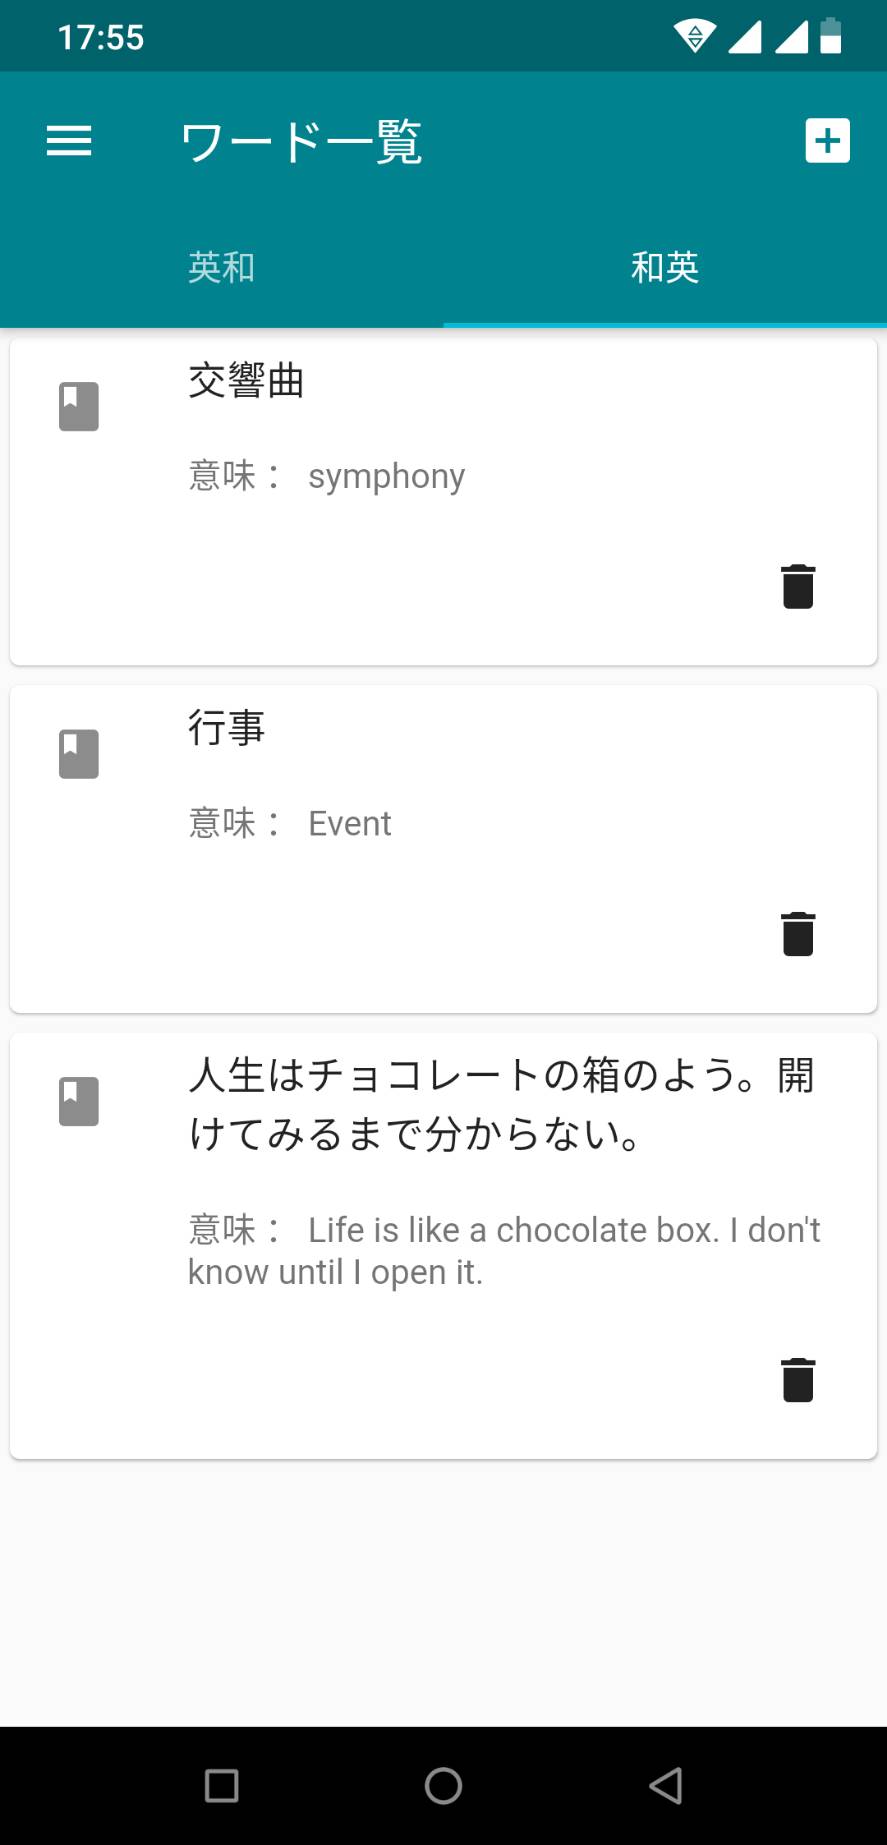 17:55
ワード一覧
英和
和英
交響曲
意味： symphony
行事
意味： Event
人生はチョコレートの箱のよう。開
けてみるまで分からない。
意味： Life is like a chocolate box. I don't
know until I open it.